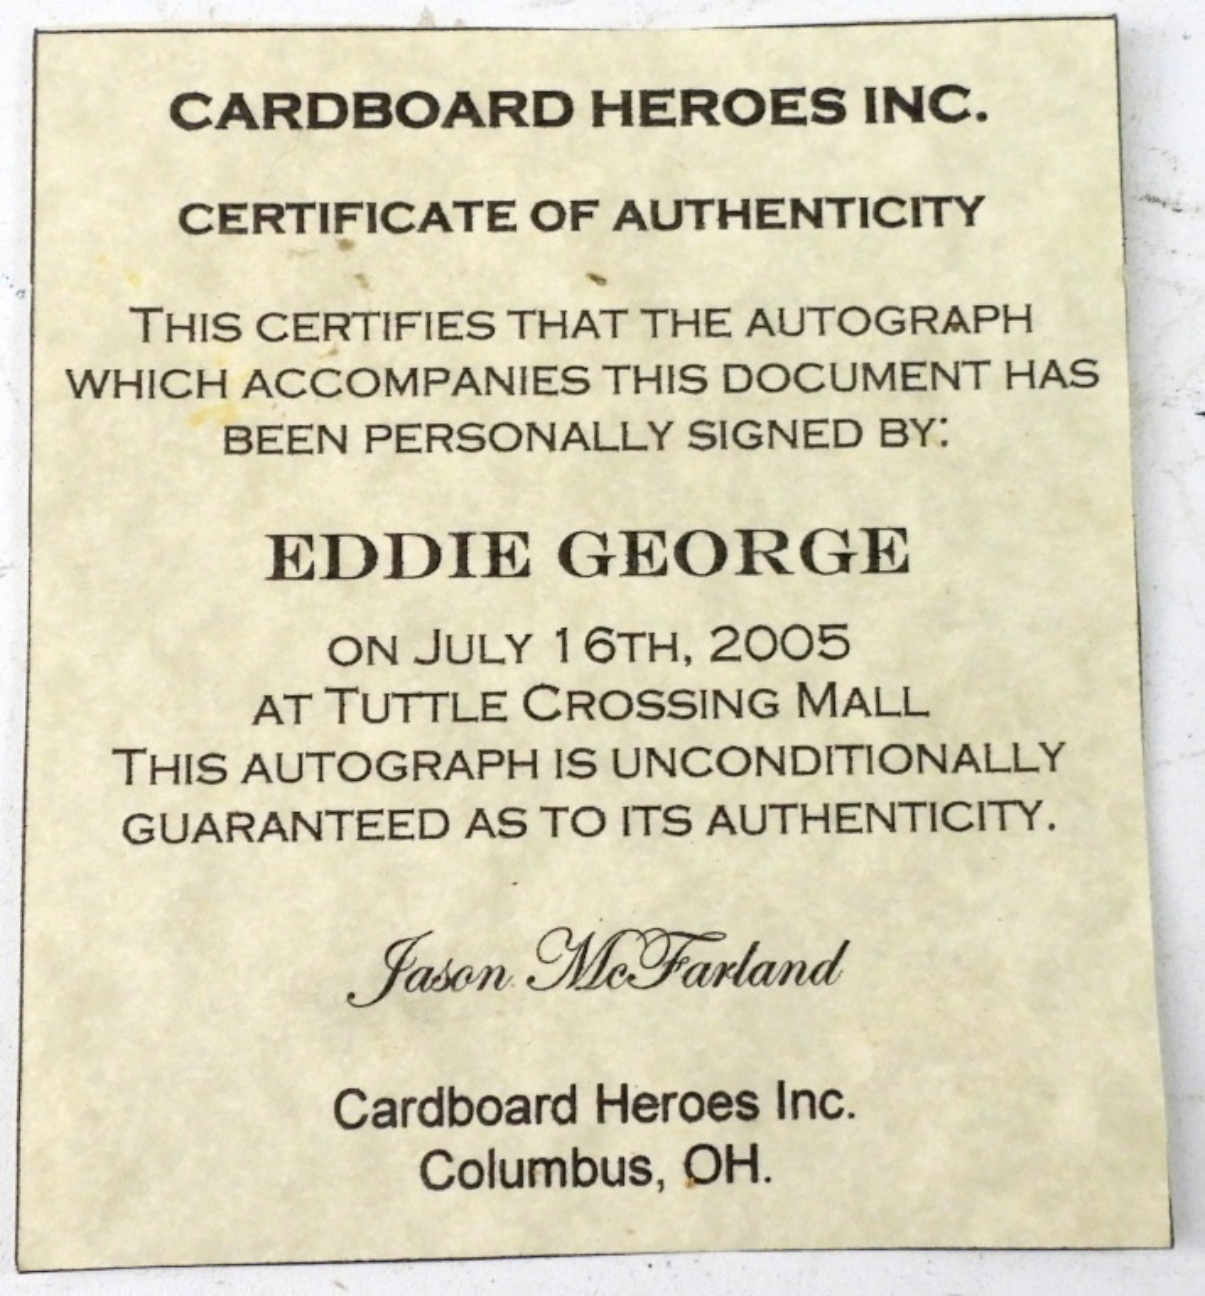 CARDBOARD HEROES INC.
CERTIFICATE OF AUTHENTICITY
THIS CERTIFIES THAT THE AUTOGRAPH
WHICH ACCOMPANIES THIS DOCUMENT HAS
BEEN PERSONALLY SIGNED BY:
EDDIE GEORGE
ON JULY 16TH, 2005
AT TUTTLE CROSSING MALL
THIS AUTOGRAPH IS UNCONDITIONALLY
GUARANTEED AS TO ITS AUTHENTICITY.
Jason McFarland
Cardboard Heroes Inc.
Columbus, OH.